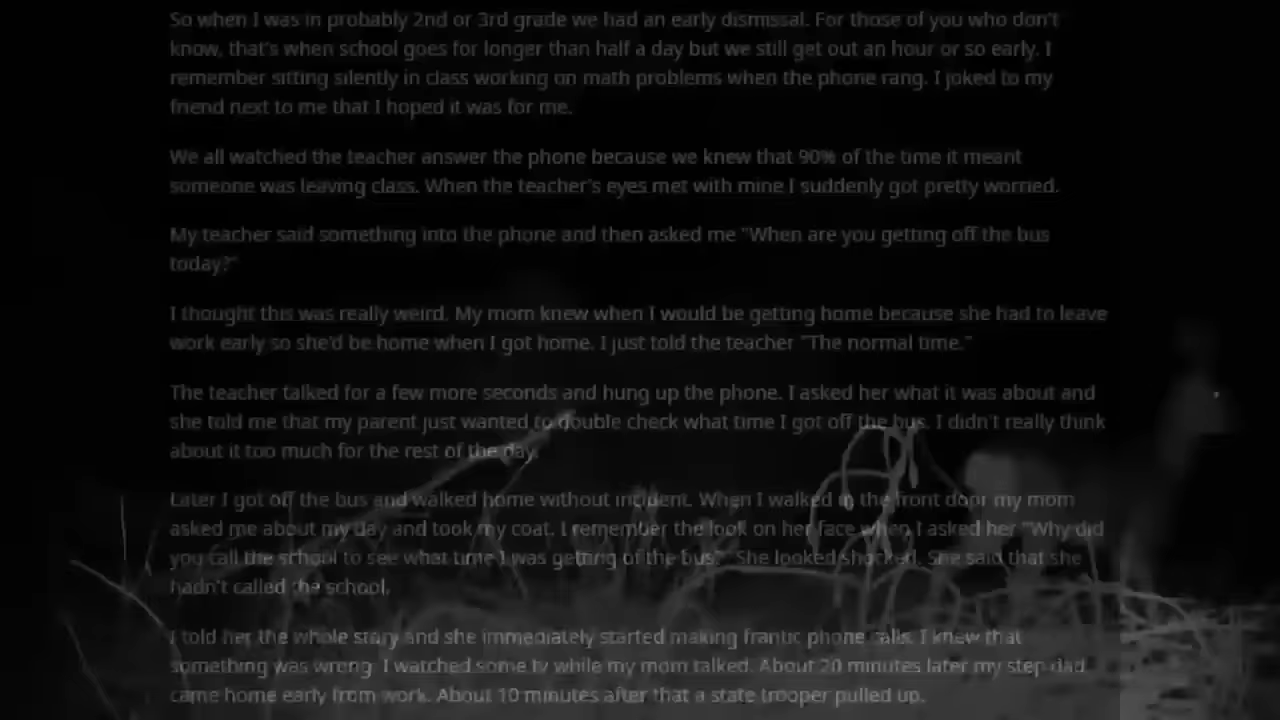 So when I was in probably 2nd or 3rd grade we had an early dismissal. For those of you who don't
know, that's when school goes for longer than half a day but we still get out an hour or so early. I
remember sitting silently in class working on math problems when the phone rang. I joked to my
friend next to me that I hoped it was for me.
We all watched the teacher answer the phone because we knew that 90% of the time it meant
someone was leaving class. When the teacher's eyes met with mine I suddenly got pretty worried.
My teacher said something into the phone and then asked me "When are you getting off the bus
today?"
I thought this was really weird. My mom knew when I would be getting home because she had to leave
work early so she'd be home when I got home. I just told the teacher "The normal time."
The teacher talked for a few more seconds and hung up the phone. I asked her what it was about and
she told me that my parent just wanted to double check what time I got off the bus. I didn't really think
about it too much for the rest of the day.
Later I got off the bus and walked home without incident. When I walked in the front door my mom
asked me about my day and took my coat. I remember the look on her face when I asked her "Why did
you call the school to see what time I was getting of the bus?" She looked shocked. She said that she
hadn't called the school.
I told her the whole story and she immediately started making frantic phone calls. I knew that
something was wrong. I watched some tv while my mom talked. About 20 minutes later my step-dad
came home early from work. About 10 minutes after that a state trooper pulled up.